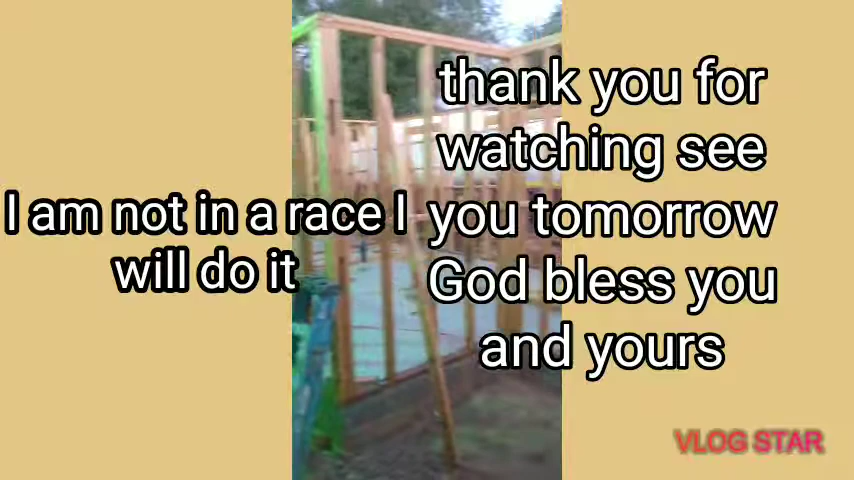 I am not in a race I
will do it
thank you for
watching see
you tomorrow
God bless you
and yours
VLOG STAR